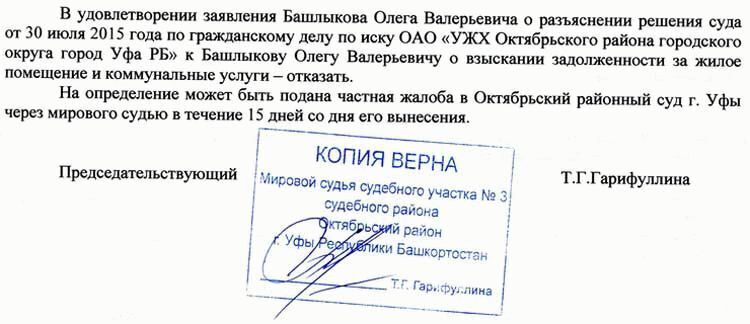 В удовлетворении заявления Башлыкова Олега Валерьевича о разъяснении решения суда
от 30 июля 2015 года по гражданскому делу по иску ОАО «УЖХ Октябрьского района городского
округа город Уфа РБ» к Башлыкову Олегу Валерьевичу о взыскании задолженности за жилое
помещение и коммунальные услуги – отказать.
На определение может быть подана частная жалоба в Октябрьский районный суд г. Уфы
через мирового судью в течение 15 дней со дня его вынесения.
Председательствующий
Т.Г.Гарифуллина
КОПИЯ ВЕРНА
Мировой судья судебного участка № 3
судебного района
Октябрьский район
г. Уфы Республики Башкортостан
Т.Г. Гарифуллина